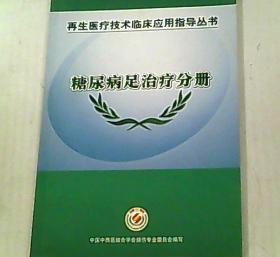 再生医疗技术临床应用指导丛书
糖尿病足治疗分册
中国中西医结合学会烧伤专业委员会编写